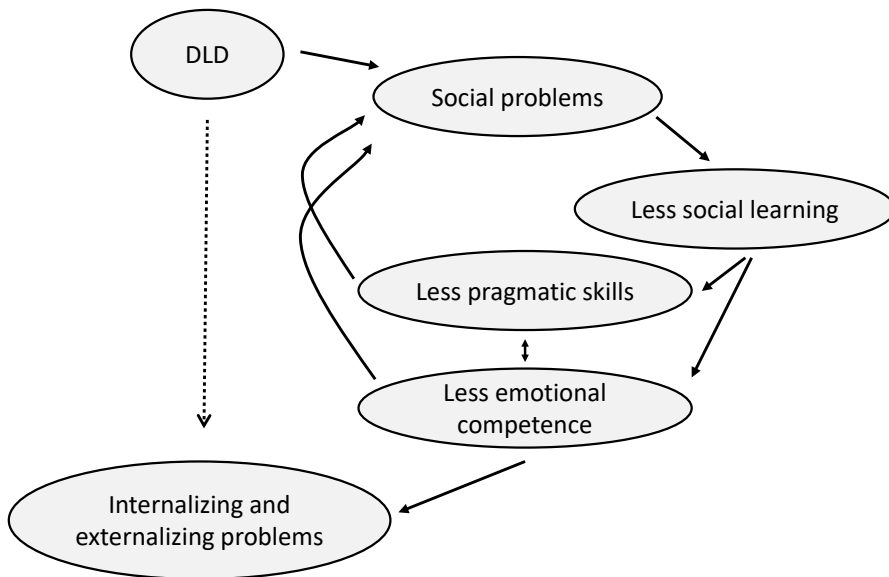 DLD
Social problems
Less social learning
Less pragmatic skills
Less emotional
competence
Internalizing and
externalizing problems